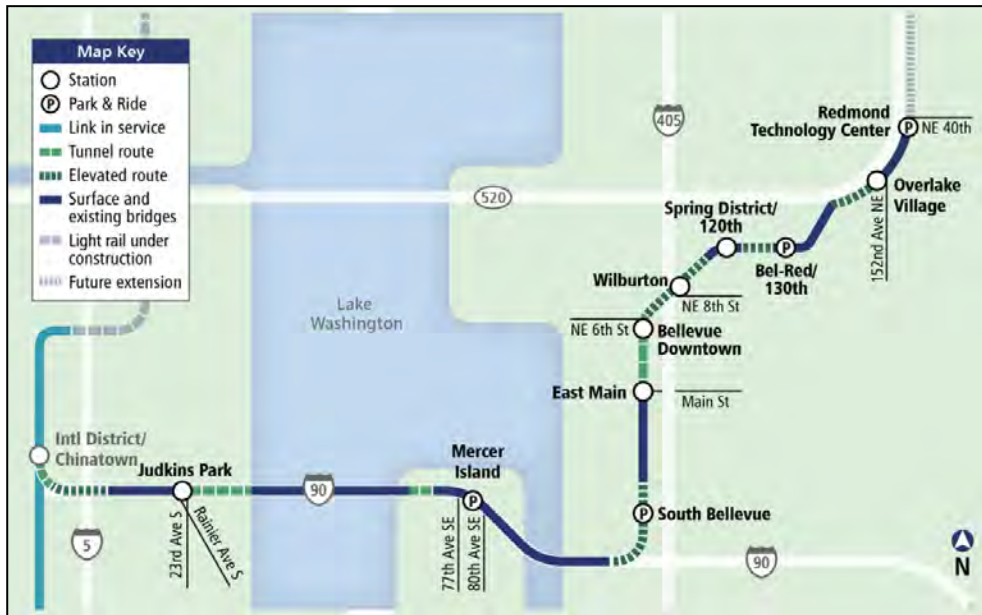 Map Key
Station
P Park & Ride
Link in service
Tunnel route
Elevated route
Surface and
existing bridges
Light rail under
construction
Future extension
405
Redmond
Technology Center
P
NE 40th
520
Overlake
Village
152nd Ave NE
Spring District/
120th
P
Bel-Red/
130th
Wilburton
NE 8th St
Lake
Washington
NE 6th St
Bellevue
Downtown
East Main
Main St
Intl District/
Chinatown
Judkins Park
23rd Ave S
Rainier Ave S
5
90
Mercer
Island
P
77th Ave SE
80th Ave SE
P
South Bellevue
90
N